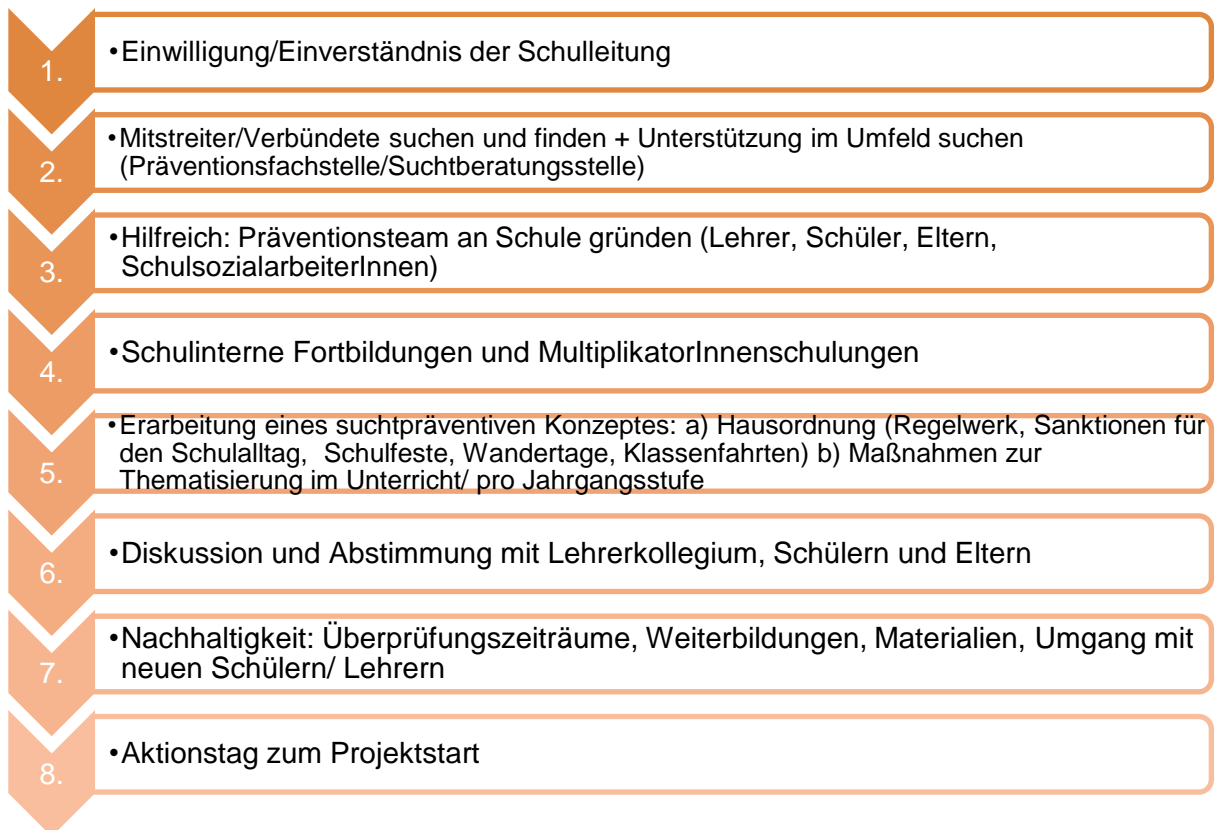 1.
•Einwilligung/Einverständnis der Schulleitung
2.
•Mitstreiter/Verbündete suchen und finden + Unterstützung im Umfeld suchen
(Präventionsfachstelle/Suchtberatungsstelle)
3.
•Hilfreich: Präventionsteam an Schule gründen (Lehrer, Schüler, Eltern,
SchulsozialarbeiterInnen)
4.
•Schulinterne Fortbildungen und MultiplikatorInnenschulungen
5.
•Erarbeitung eines suchtpräventiven Konzeptes: a) Hausordnung (Regelwerk, Sanktionen für
den Schulalltag,  Schulfeste, Wandertage, Klassenfahrten) b) Maßnahmen zur
Thematisierung im Unterricht/ pro Jahrgangsstufe
6.
•Diskussion und Abstimmung mit Lehrerkollegium, Schülern und Eltern
7.
•Nachhaltigkeit: Überprüfungszeiträume, Weiterbildungen, Materialien, Umgang mit
neuen Schülern/ Lehrern
8.
•Aktionstag zum Projektstart